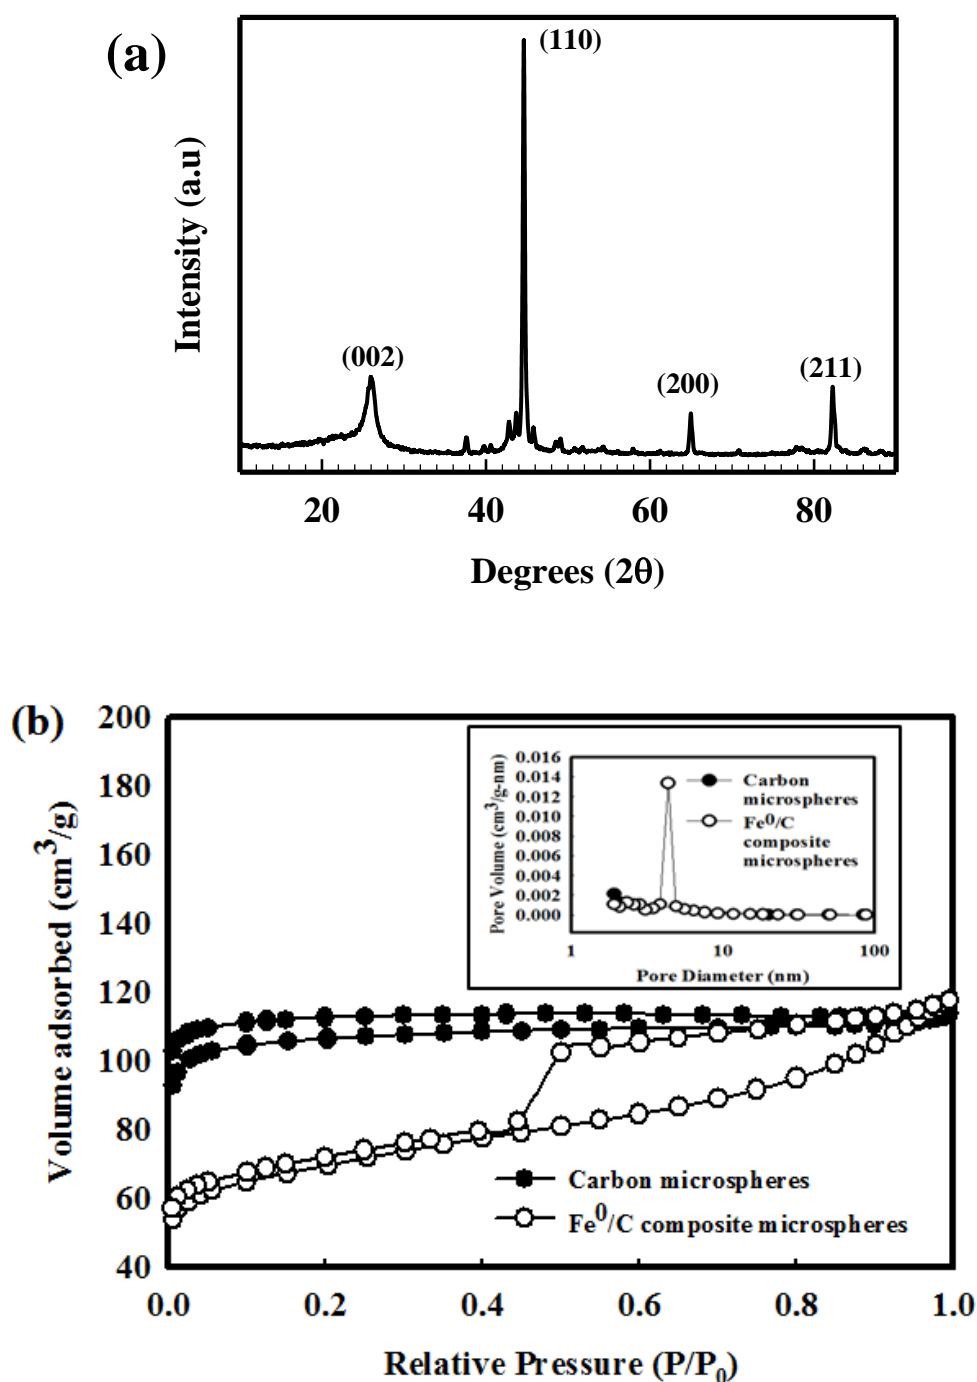 (a)
(110)
(002)
(200)
(211)
Intensity (a.u)
20 40 60 80
Degrees (2θ)
(b)
200
180
160
140
120
100
80
60
40
Volume adsorbed (cm³/g)
0.016
0.014
0.012
0.010
0.008
0.006
0.004
0.002
0.000
Pore Volume (cm³/g-nm)
Carbon
microspheres
Fe⁰/C
composite
microspheres
1 10 100
Pore Diameter (nm)
Carbon microspheres
Fe⁰/C composite microspheres
0.0 0.2 0.4 0.6 0.8 1.0
Relative Pressure (P/P₀)